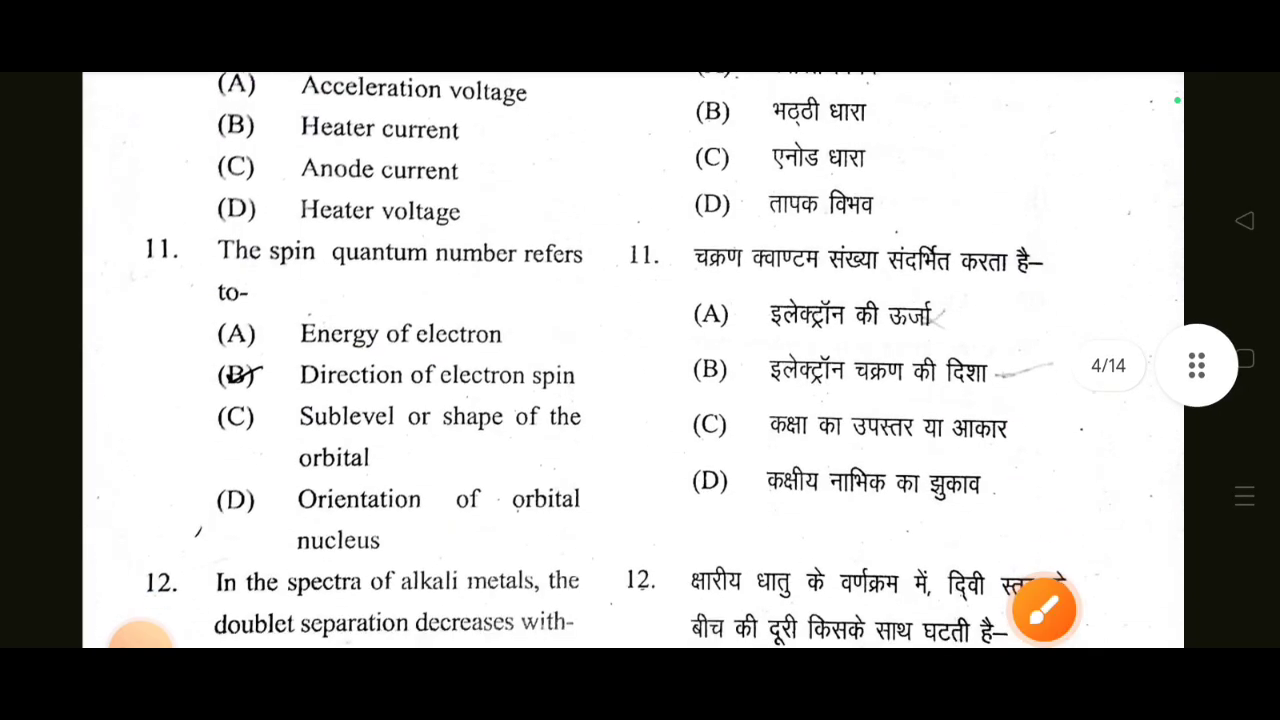 (A) Acceleration voltage
(B) Heater current
(C) Anode current
(D) Heater voltage
11. The spin quantum number refers
to-
(A) Energy of electron
(B) Direction of electron spin
(C) Sublevel or shape of the
orbital
(D) Orientation of orbital
nucleus
12. In the spectra of alkali metals, the
doublet separation decreases with-
(B) भट्ठी धारा
(C) एनोड धारा
(D) तापक विभव
11. चक्रण क्वाण्टम संख्या संदर्भित करता है–
(A) इलेक्ट्रॉन की ऊर्जा
(B) इलेक्ट्रॉन चक्रण की दिशा
(C) कक्षा का उपस्तर या आकार
(D) कक्षीय नाभिक का झुकाव
12. क्षारीय धातु के वर्णक्रम में, द्विवी
बीच की दूरी किसके साथ घटती है–
4/14